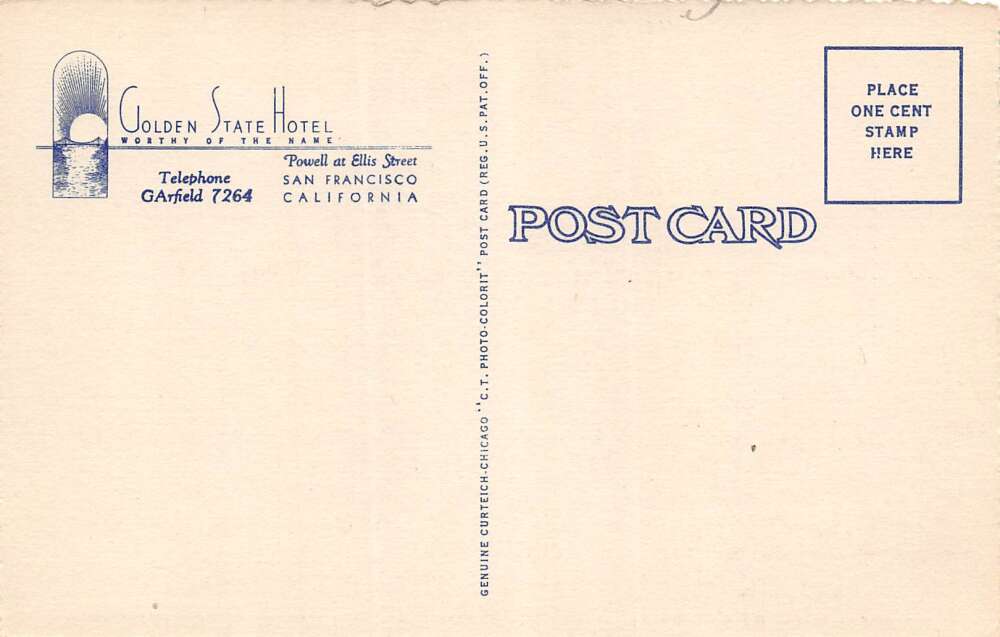 Golden State Hotel
WORTHY OF THE NAME
Powell at Ellis Street
SAN FRANCISCO
CALIFORNIA
Telephone
GArfield 7264
GENUINE CURTEICH-CHICAGO "C.T. PHOTO-COLORIT" POST CARD (REG. U.S. PAT. OFF.)
POST CARD
PLACE
ONE CENT
STAMP
HERE